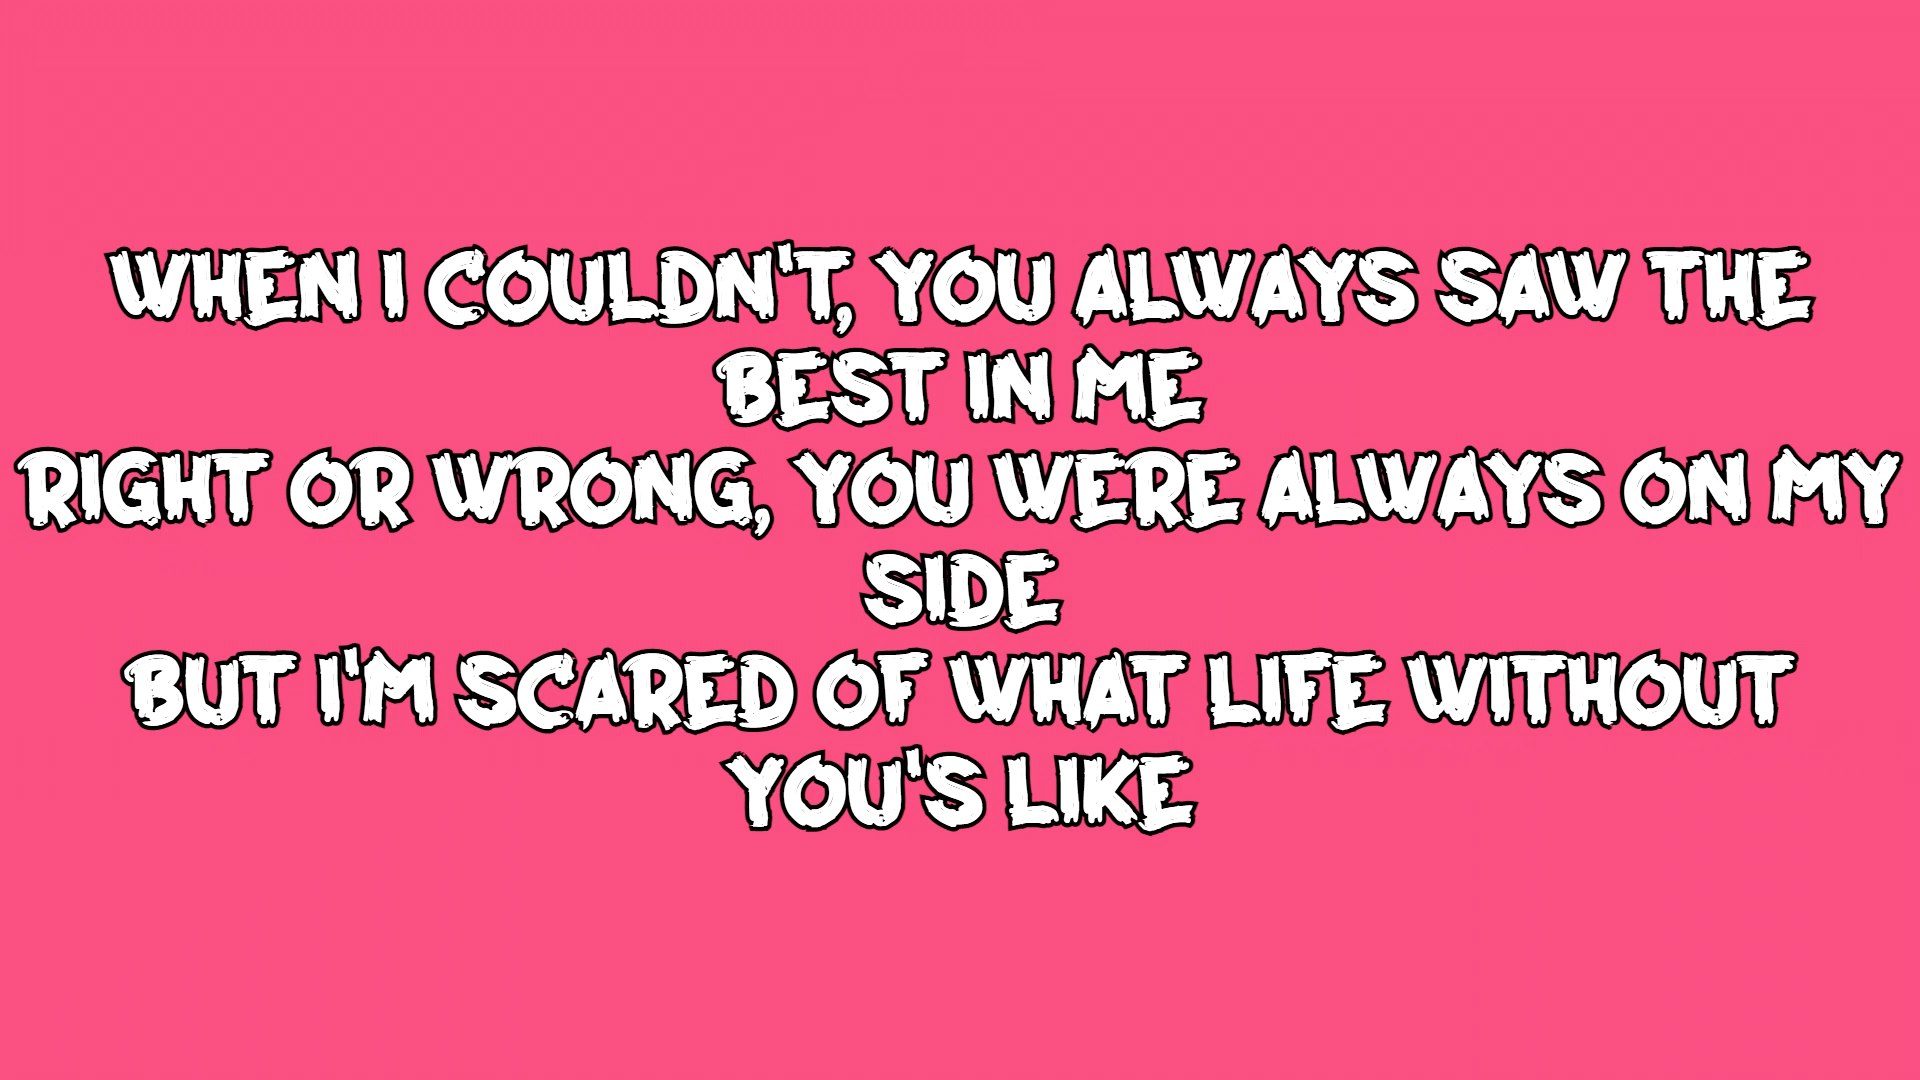 WHEN I COULDN'T, YOU ALWAYS SAW THE
BEST IN ME
RIGHT OR WRONG, YOU WERE ALWAYS ON MY
SIDE
BUT I'M SCARED OF WHAT LIFE WITHOUT
YOU'S LIKE